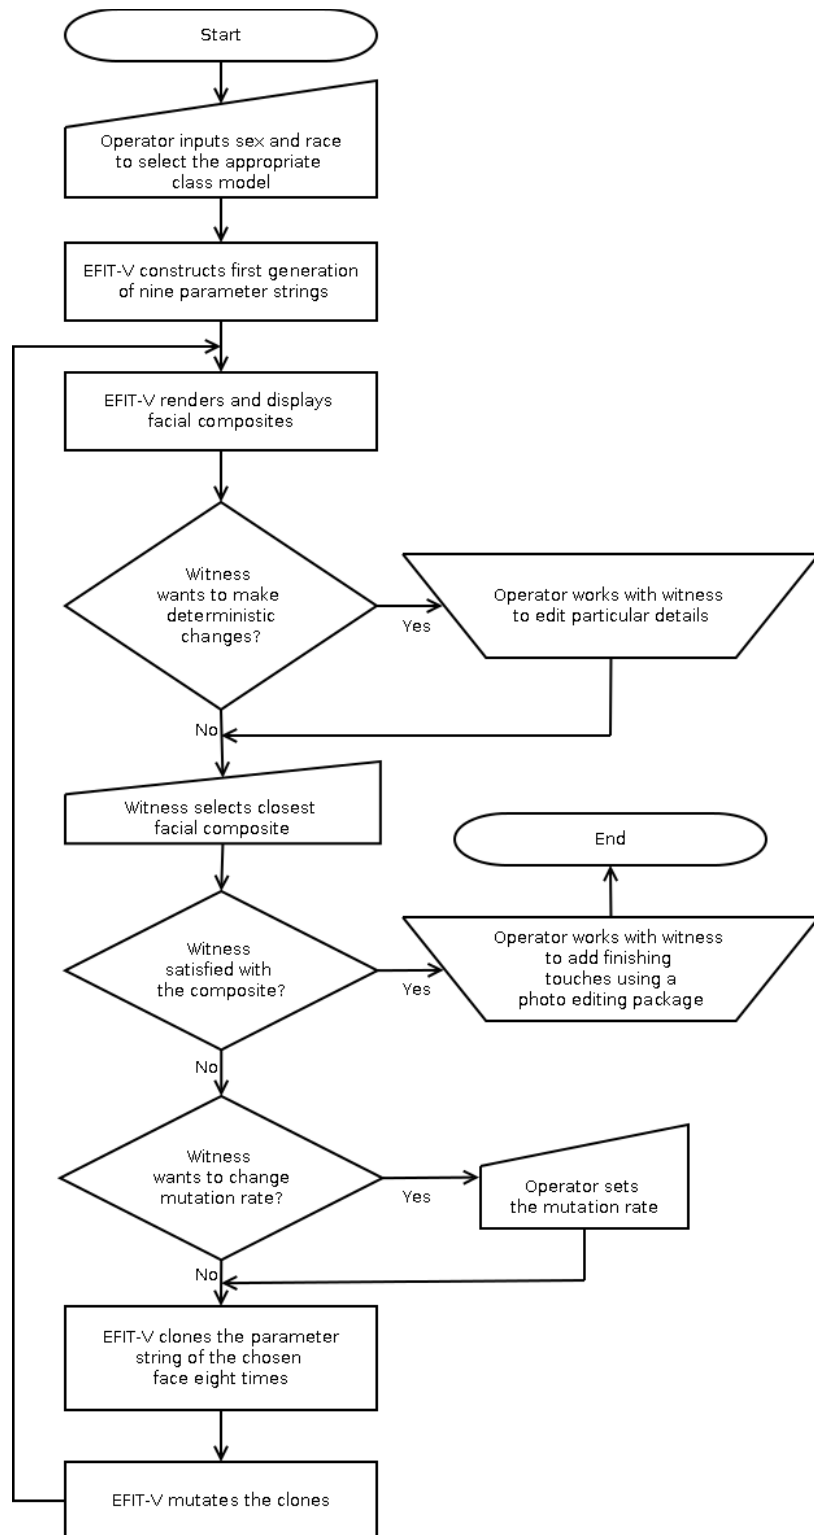 Start
Operator inputs sex and race
to select the appropriate
class model
EFIT-V constructs first generation
of nine parameter strings
EFIT-V renders and displays
facial composites
Witness
wants to make
deterministic
changes?
Yes
Operator works with witness
to edit particular details
No
Witness selects closest
facial composite
End
Witness
satisfied with
the composite?
Yes
Operator works with witness
to add finishing
touches using a
photo editing package
No
Witness
wants to change
mutation rate?
Yes
Operator sets
the mutation rate
No
EFIT-V clones the parameter
string of the chosen
face eight times
EFIT-V mutates the clones